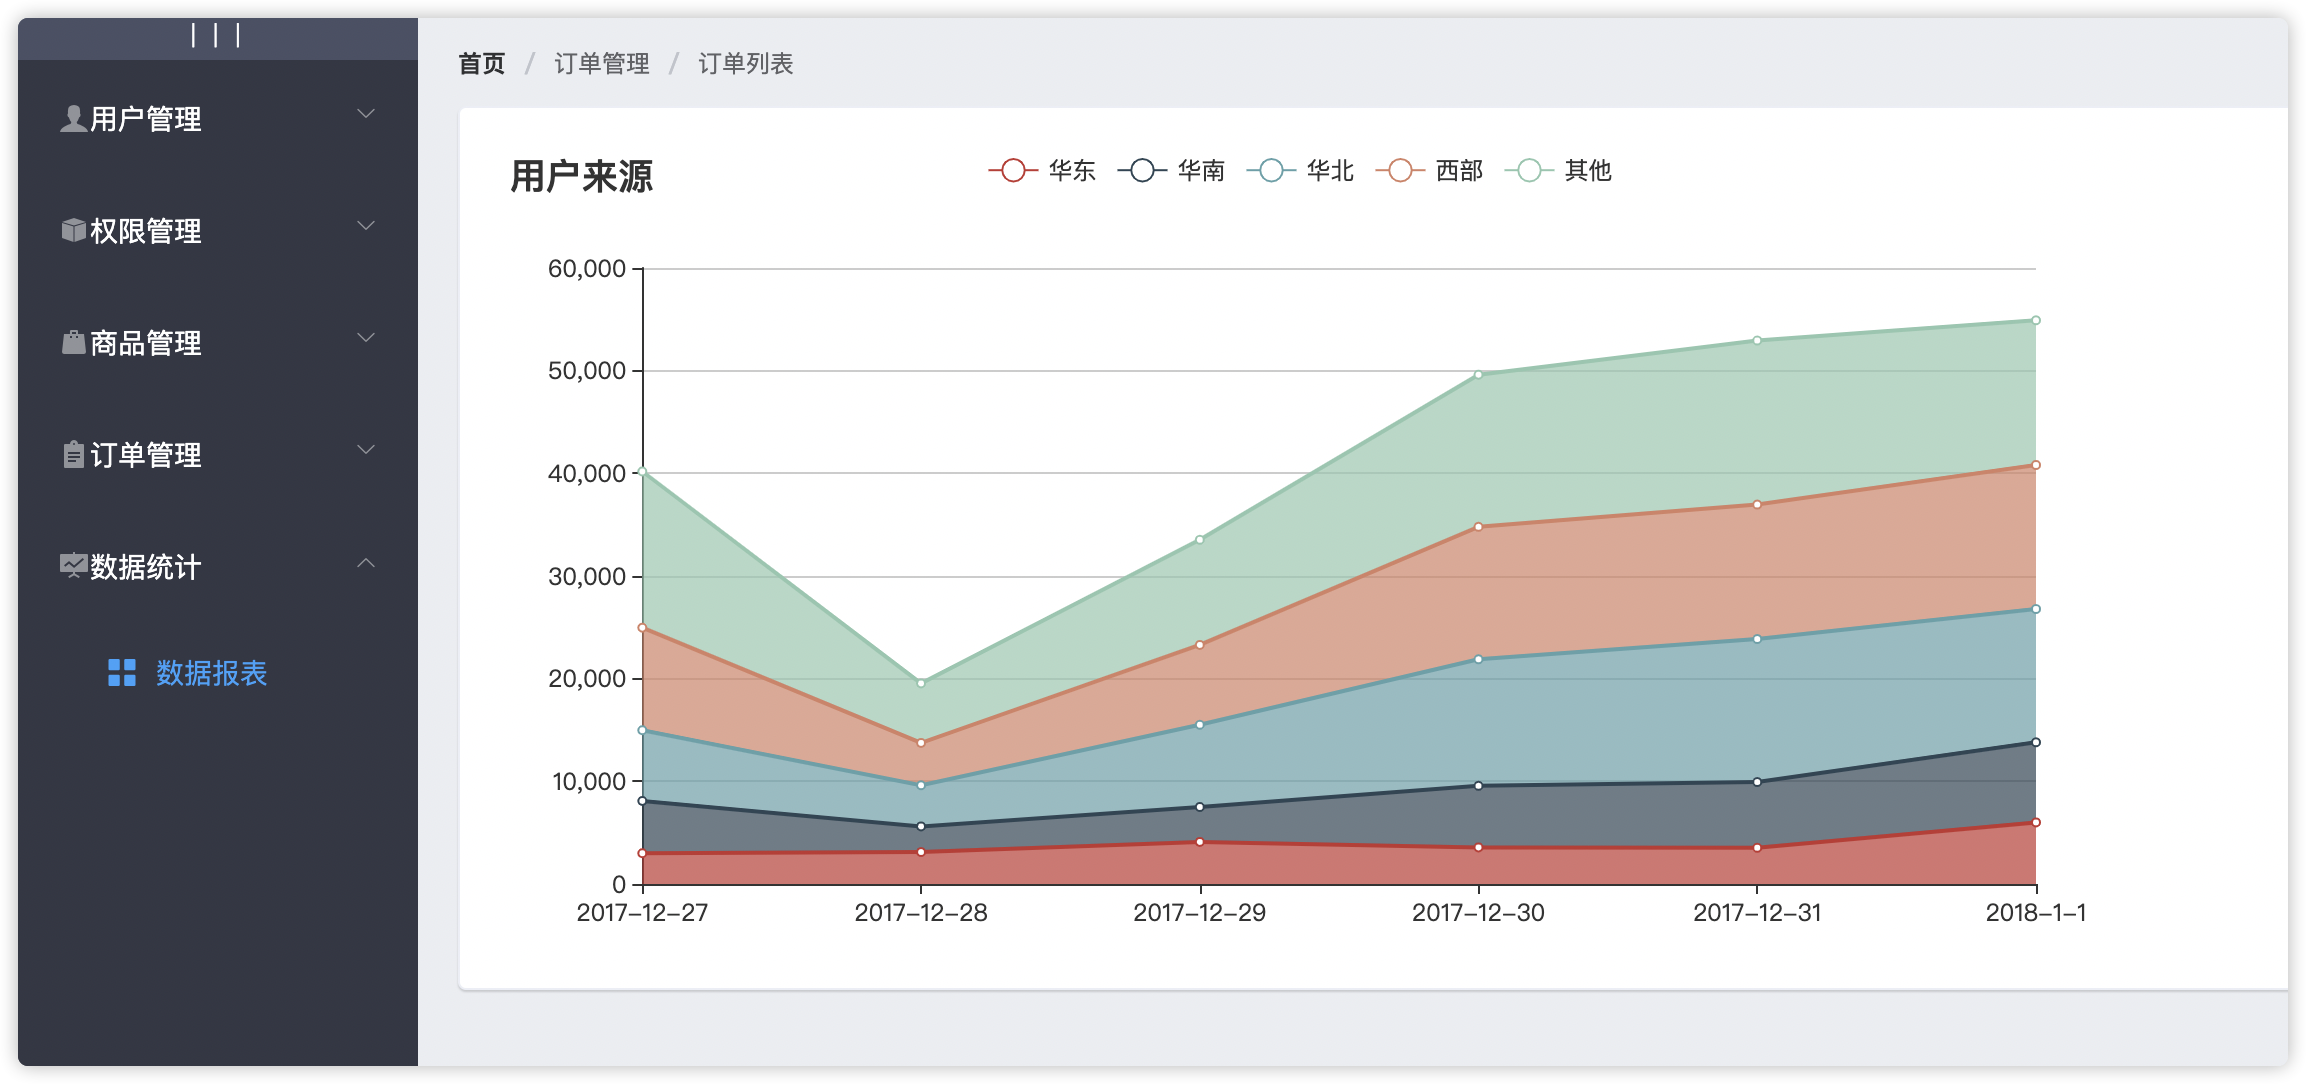 |||
用户管理
权限管理
商品管理
订单管理
数据统计
数据报表
首页 / 订单管理 / 订单列表
用户来源
华东 华南 华北 西部 其他
60,000
50,000
40,000
30,000
20,000
10,000
0
2017-12-27 2017-12-28 2017-12-29 2017-12-30 2017-12-31 2018-1-1